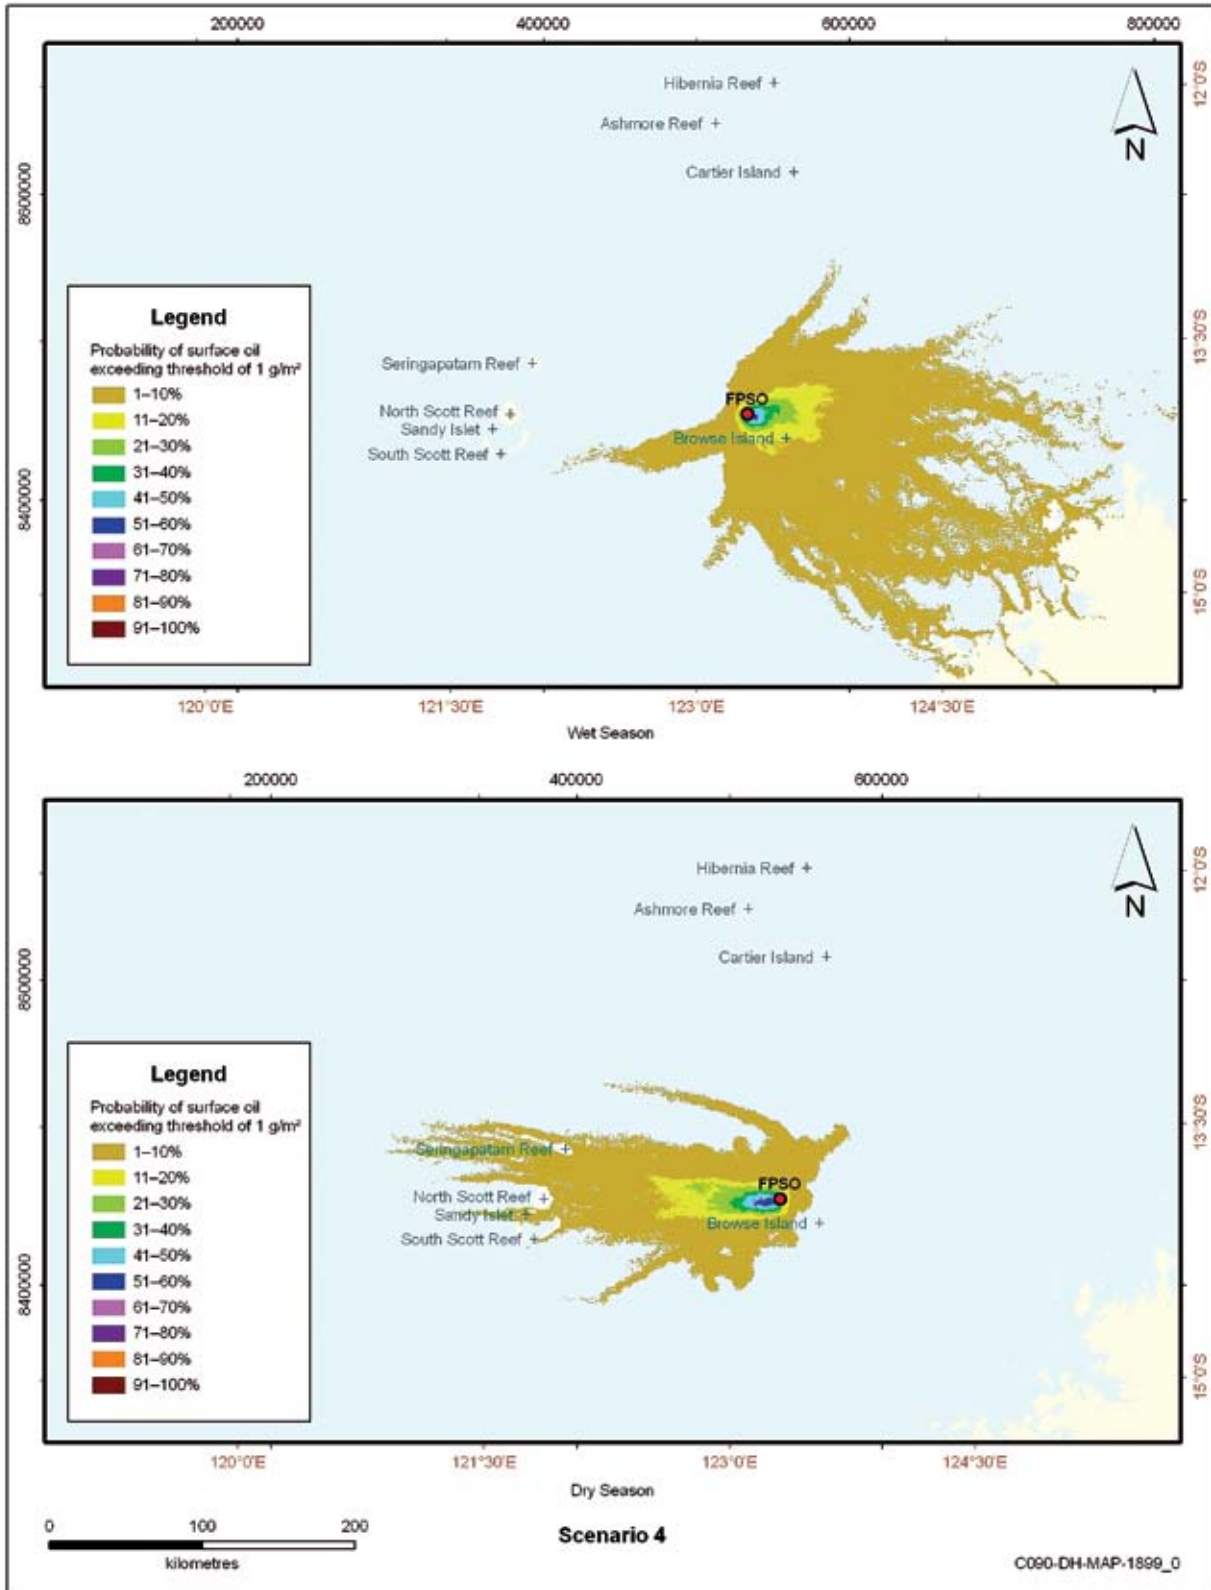 200000 400000 600000 800000
Hibernia Reef
12°0'S
Ashmore Reef
N
Cartier Island
8600000
Legend
Probability of surface oil
exceeding threshold of 1 g/m²
1–10%
11–20%
21–30%
31–40%
41–50%
51–60%
61–70%
71–80%
81–90%
91–100%
13°30'S
Seringapatam Reef
FPSO
North Scott Reef
Sandy Islet
Browse Island
South Scott Reef
8400000
15°0'S
120°0'E 121°30'E 123°0'E 124°30'E
Wet Season
200000 400000 600000
Hibernia Reef
12°0'S
Ashmore Reef
N
Cartier Island
8600000
Legend
Probability of surface oil
exceeding threshold of 1 g/m²
1–10%
11–20%
21–30%
31–40%
41–50%
51–60%
61–70%
71–80%
81–90%
91–100%
13°30'S
Seringapatam Reef
FPSO
North Scott Reef
Sandy Islet
Browse Island
South Scott Reef
8400000
15°0'S
120°0'E 121°30'E 123°0'E 124°30'E
Dry Season
0 100 200
kilometres
Scenario 4
C090-DH-MAP-1899_0